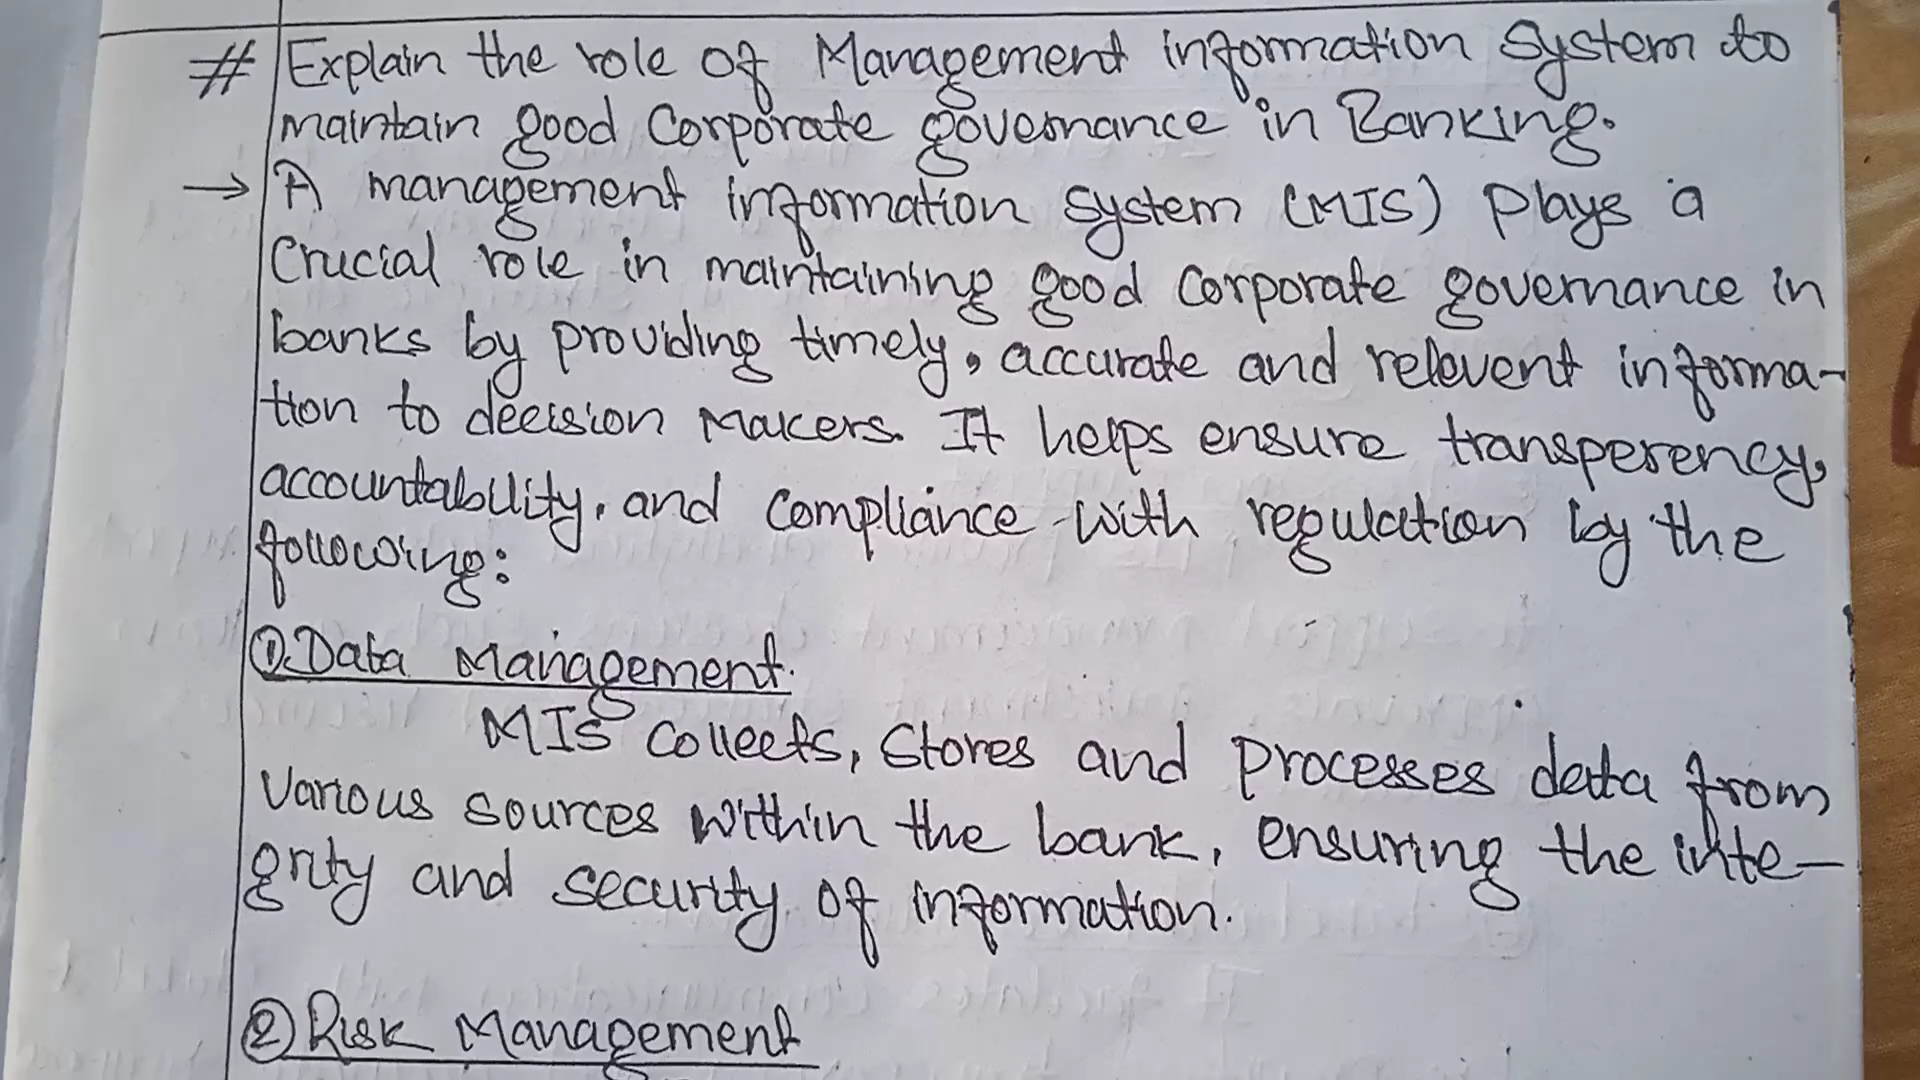 # Explain the role of Management information System to
maintain good Corporate governance in Banking.
→ A management information system (MIS) plays a
Crucial role in maintaining good corporate governance in
banks by providing timely, accurate and relevent informa-
tion to decision makers. It helps ensure transperency,
accountability, and compliance with regulation by the
following:
①. Data Management.
MIS collects, stores and processes data from
Various sources within the bank, ensuring the inte-
grity and security of information.
② Risk Management